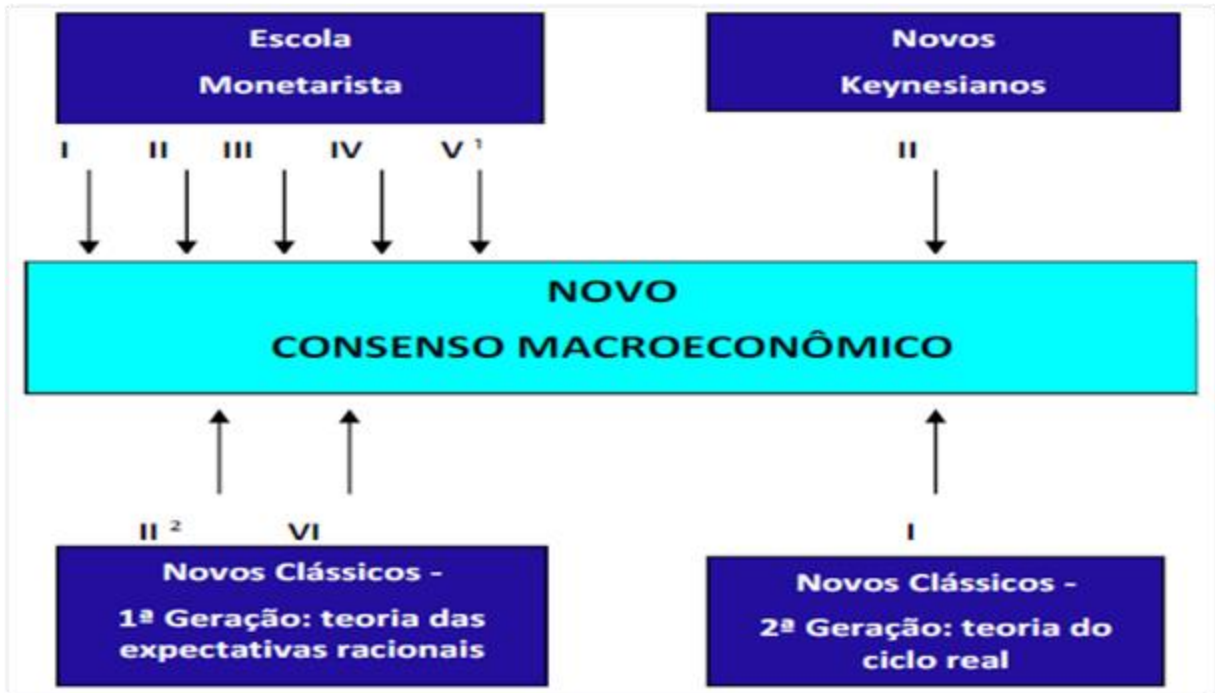 Escola
Monetarista
Novos
Keynesianos
I II III IV V ¹
II
NOVO
CONSENSO MACROECONÔMICO
II ² VI
I
Novos Clássicos -
1ª Geração: teoria das
expectativas racionais
Novos Clássicos -
2ª Geração: teoria do
ciclo real